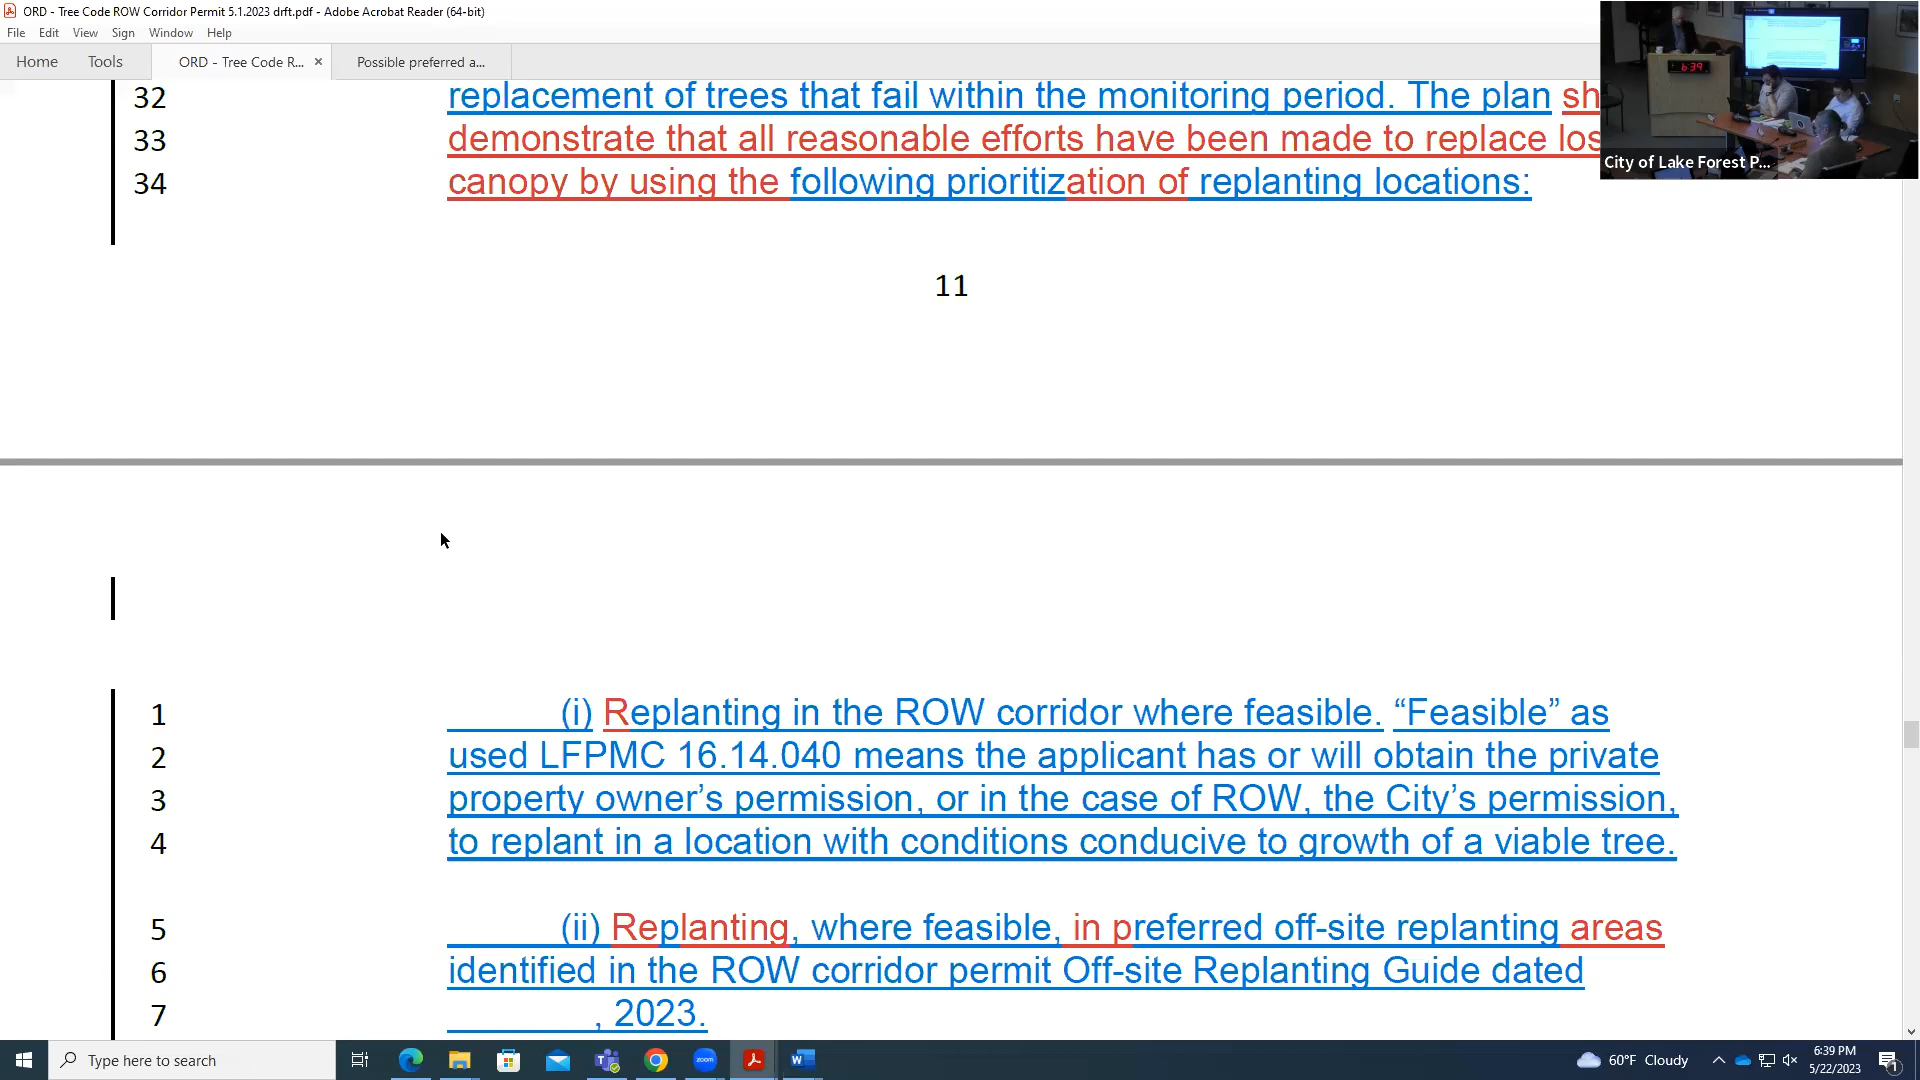 ORD - Tree Code ROW Corridor Permit 5.1.2023 drft.pdf - Adobe Acrobat Reader (64-bit)
File Edit View Sign Window Help
Home Tools ORD - Tree Code R... × Possible preferred a...
32 replacement of trees that fail within the monitoring period. The plan sh
33 demonstrate that all reasonable efforts have been made to replace los
34 canopy by using the following prioritization of replanting locations:
6:39
City of Lake Forest P...
11
1 (i) Replanting in the ROW corridor where feasible. “Feasible” as
2 used LFPMC 16.14.040 means the applicant has or will obtain the private
3 property owner’s permission, or in the case of ROW, the City’s permission,
4 to replant in a location with conditions conducive to growth of a viable tree.
5 (ii) Replanting, where feasible, in preferred off-site replanting areas
6 identified in the ROW corridor permit Off-site Replanting Guide dated
7 , 2023.
Type here to search
zoom
60°F Cloudy
6:39 PM
5/22/2023
1